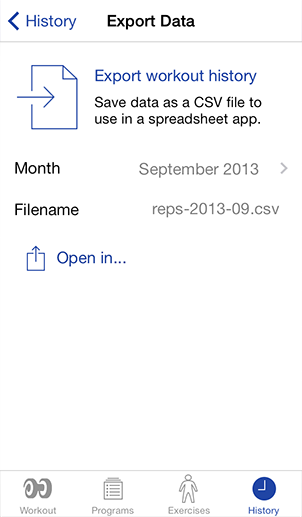 History Export Data
Export workout history
Save data as a CSV file to
use in a spreadsheet app.
Month September 2013
Filename reps-2013-09.csv
Open in...
Workout Programs Exercises History